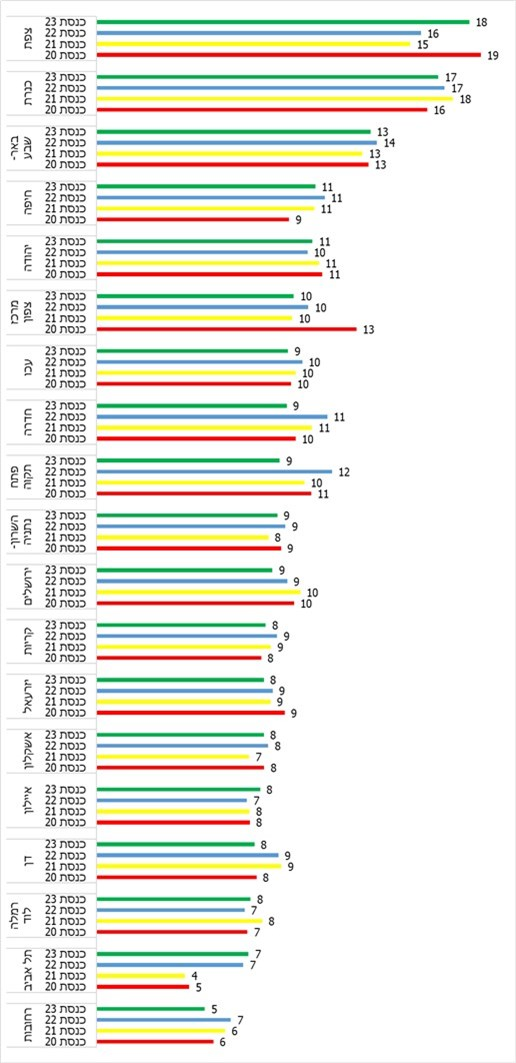 צפת
כנסת 23 18
כנסת 22 16
כנסת 21 15
כנסת 20 19
כנרת
כנסת 23 17
כנסת 22 17
כנסת 21 18
כנסת 20 16
באר-
שבע
כנסת 23 13
כנסת 22 14
כנסת 21 13
כנסת 20 13
חיפה
כנסת 23 11
כנסת 22 11
כנסת 21 11
כנסת 20 9
יהודה
כנסת 23 11
כנסת 22 10
כנסת 21 11
כנסת 20 11
מרכז
צפון
כנסת 23 10
כנסת 22 10
כנסת 21 10
כנסת 20 13
עכו
כנסת 23 9
כנסת 22 10
כנסת 21 10
כנסת 20 10
חדרה
כנסת 23 9
כנסת 22 11
כנסת 21 11
כנסת 20 10
פתח
תקוה
כנסת 23 9
כנסת 22 12
כנסת 21 10
כנסת 20 11
השרון-
נתניה
כנסת 23 9
כנסת 22 9
כנסת 21 8
כנסת 20 9
ירושלים
כנסת 23 9
כנסת 22 9
כנסת 21 10
כנסת 20 10
קריות
כנסת 23 8
כנסת 22 9
כנסת 21 9
כנסת 20 8
יזרעאל
כנסת 23 8
כנסת 22 9
כנסת 21 9
כנסת 20 9
אשקלון
כנסת 23 8
כנסת 22 8
כנסת 21 7
כנסת 20 8
איילון
כנסת 23 8
כנסת 22 7
כנסת 21 8
כנסת 20 8
דן
כנסת 23 8
כנסת 22 9
כנסת 21 9
כנסת 20 8
רמלה
לוד
כנסת 23 8
כנסת 22 7
כנסת 21 8
כנסת 20 7
תל אביב
כנסת 23 7
כנסת 22 7
כנסת 21 4
כנסת 20 5
רחובות
כנסת 23 5
כנסת 22 7
כנסת 21 6
כנסת 20 6